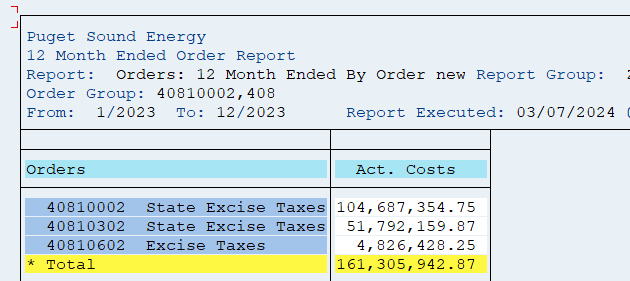 Puget Sound Energy
12 Month Ended Order Report
Report: Orders: 12 Month Ended By Order new Report Group:
Order Group: 40810002,408
From: 1/2023 To: 12/2023 Report Executed: 03/07/2024
Orders Act. Costs
40810002 State Excise Taxes 104,687,354.75
40810302 State Excise Taxes 51,792,159.87
40810602 Excise Taxes 4,826,428.25
* Total 161,305,942.87